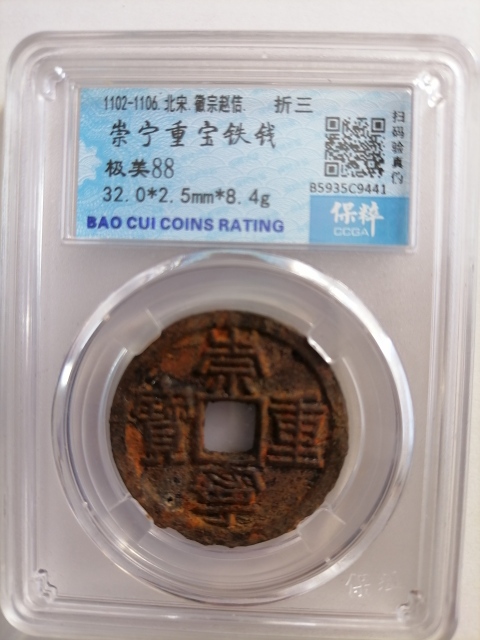 1102-1106.北宋.徽宗赵佶. 折三
崇宁重宝铁钱
极美88
32.0*2.5mm*8.4g
BAO CUI COINS RATING
扫码验真伪
B5935C9441
保粹
CCGA
崇
寶 重
寧